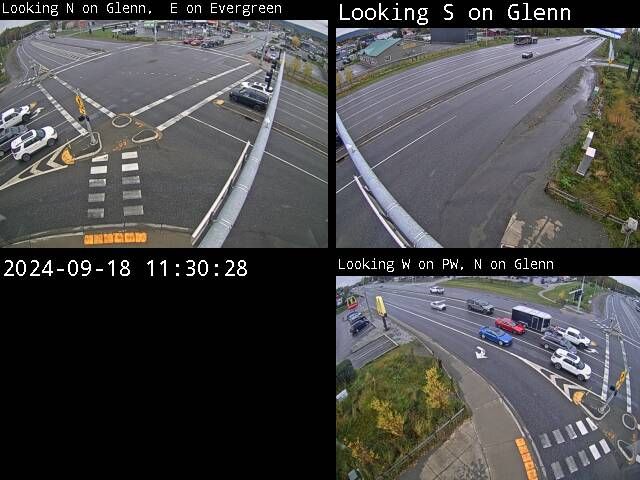 Looking N on Glenn,  E on Evergreen
Looking S on Glenn
2024-09-18 11:30:28
Looking W on PW, N on Glenn